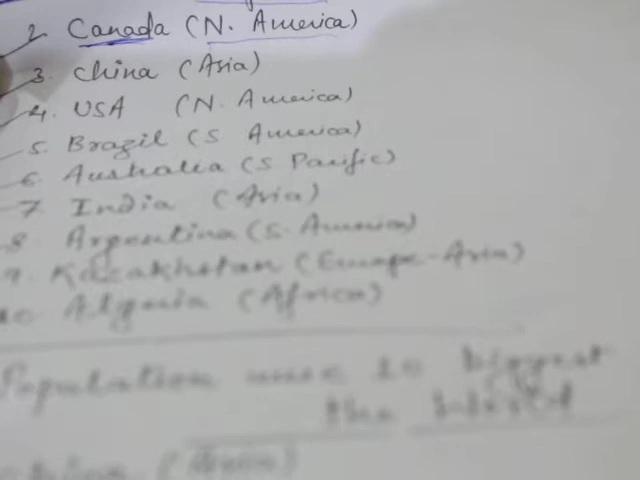 2. Canada (N. America)
3. China (Asia)
4. USA (N. America)
5. Brazil (S America)
6. Australia (S Pacific)
7. India (Asia)
8. Argentina (S. America)
9. Kazakhstan (Europe-Asia)
10. Algeria (Africa)
Population wise 10 biggest
the
(Asia)